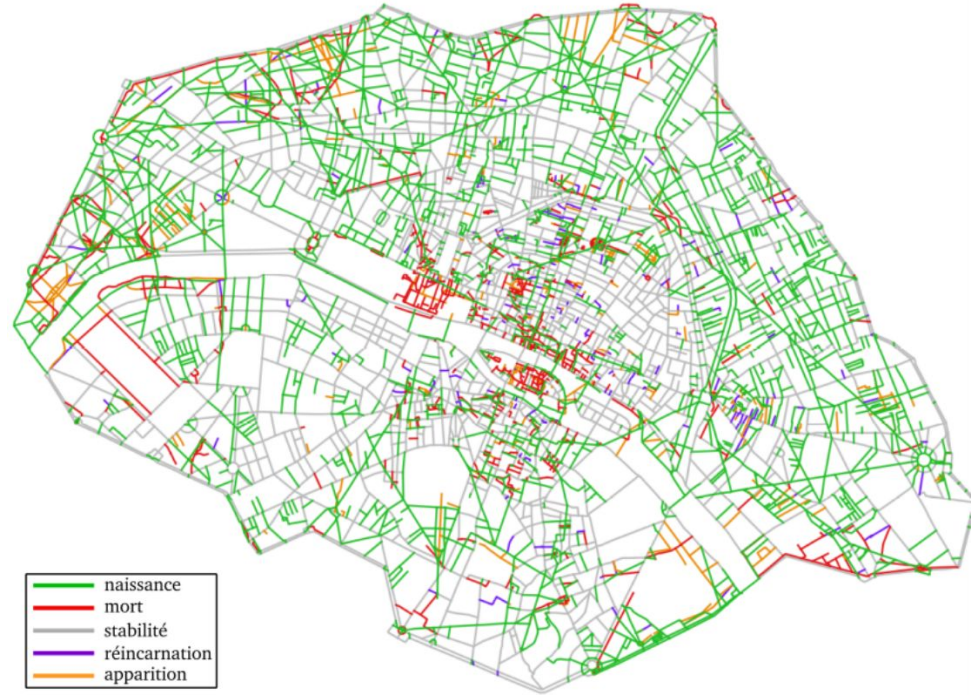 naissance
mort
stabilité
réincarnation
apparition